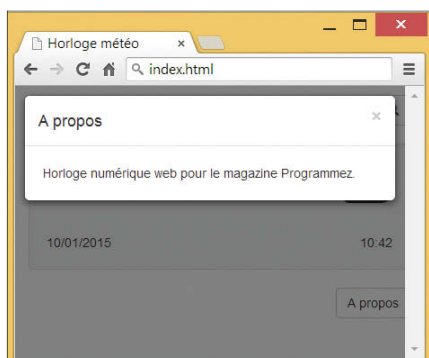 Horloge météo
index.html
A propos
Horloge numérique web pour le magazine Programmez.
10/01/2015 10:42
A propos